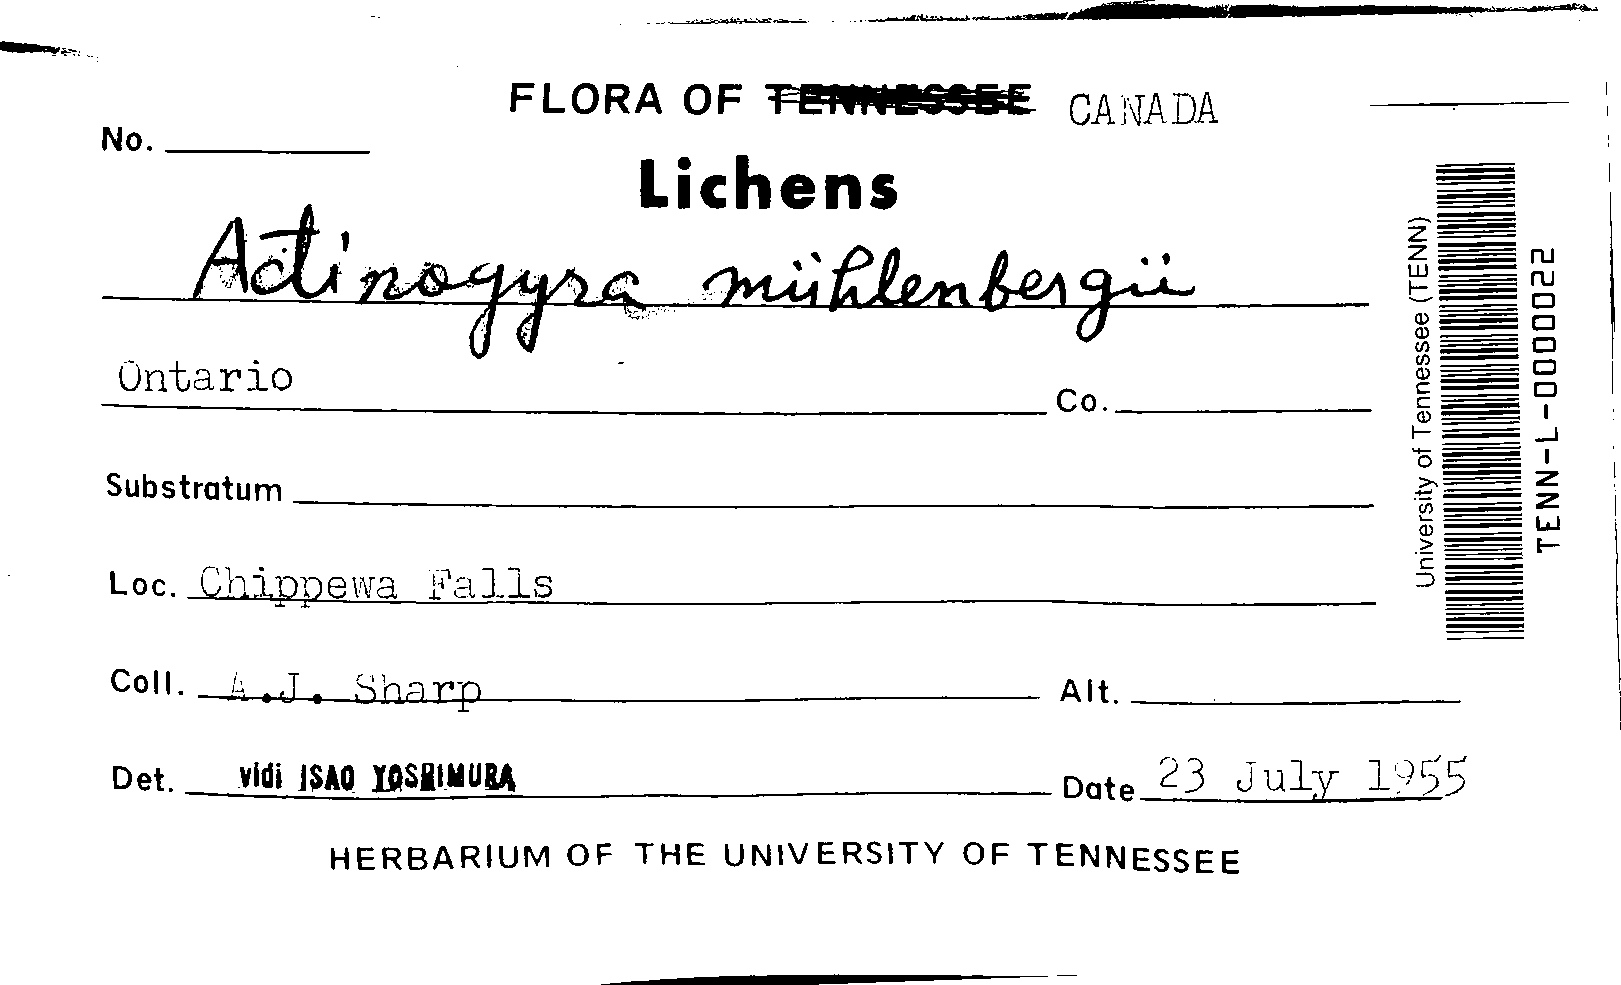 FLORA OF TENNESSEE CANADA
No.
Lichens
Actinogyra mühlenbergii
Ontario Co.
Substratum
Loc. Chippewa Falls
Coll. A.J. Sharp Alt.
Det. vidi ISAO YOSHIMURA Date 23 July 1955
HERBARIUM OF THE UNIVERSITY OF TENNESSEE
University of Tennessee (TENN)
TENN-L-0000022